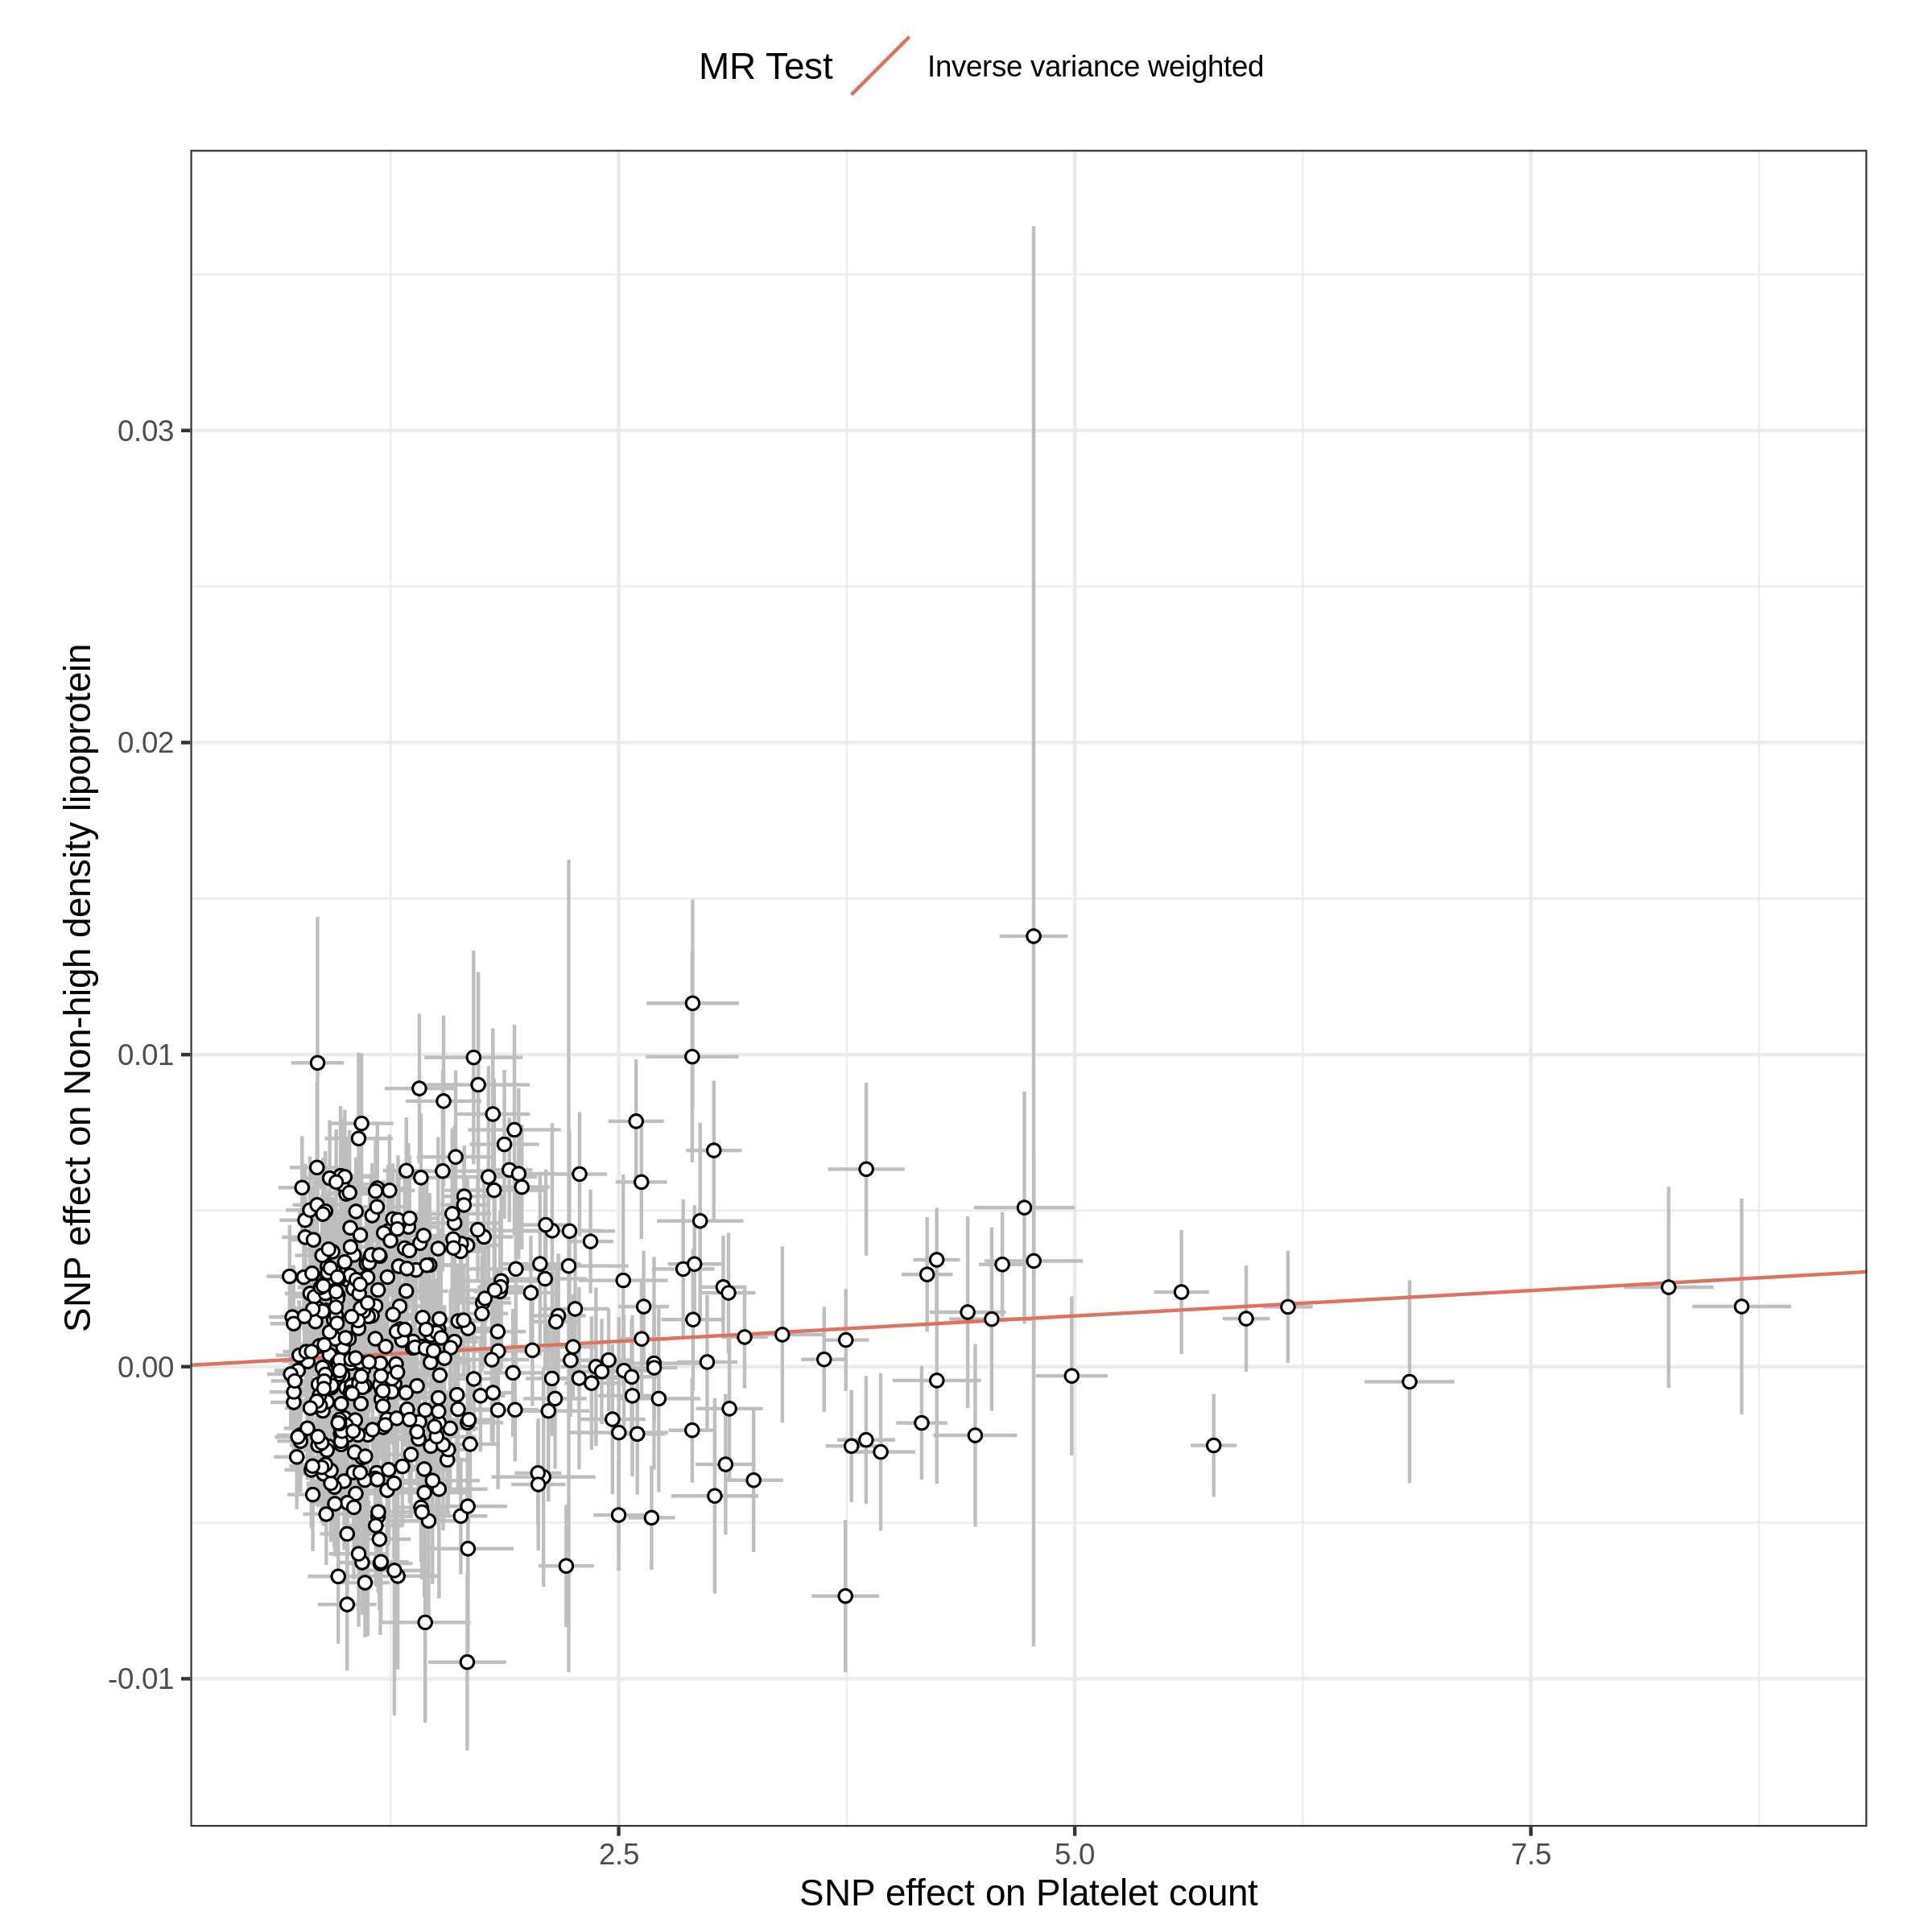 MR Test
Inverse variance weighted
SNP effect on Non-high density lipoprotein
0.03
0.02
0.01
0.00
-0.01
2.5
5.0
7.5
SNP effect on Platelet count